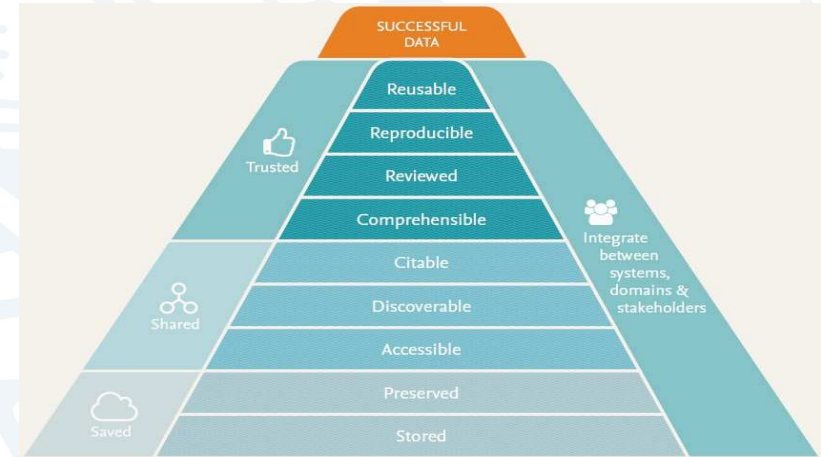 SUCCESSFUL
DATA
Reusable
Reproducible
Reviewed
Comprehensible
Citable
Discoverable
Accessible
Preserved
Stored
Trusted
Shared
Saved
Integrate
between
systems,
domains &
stakeholders